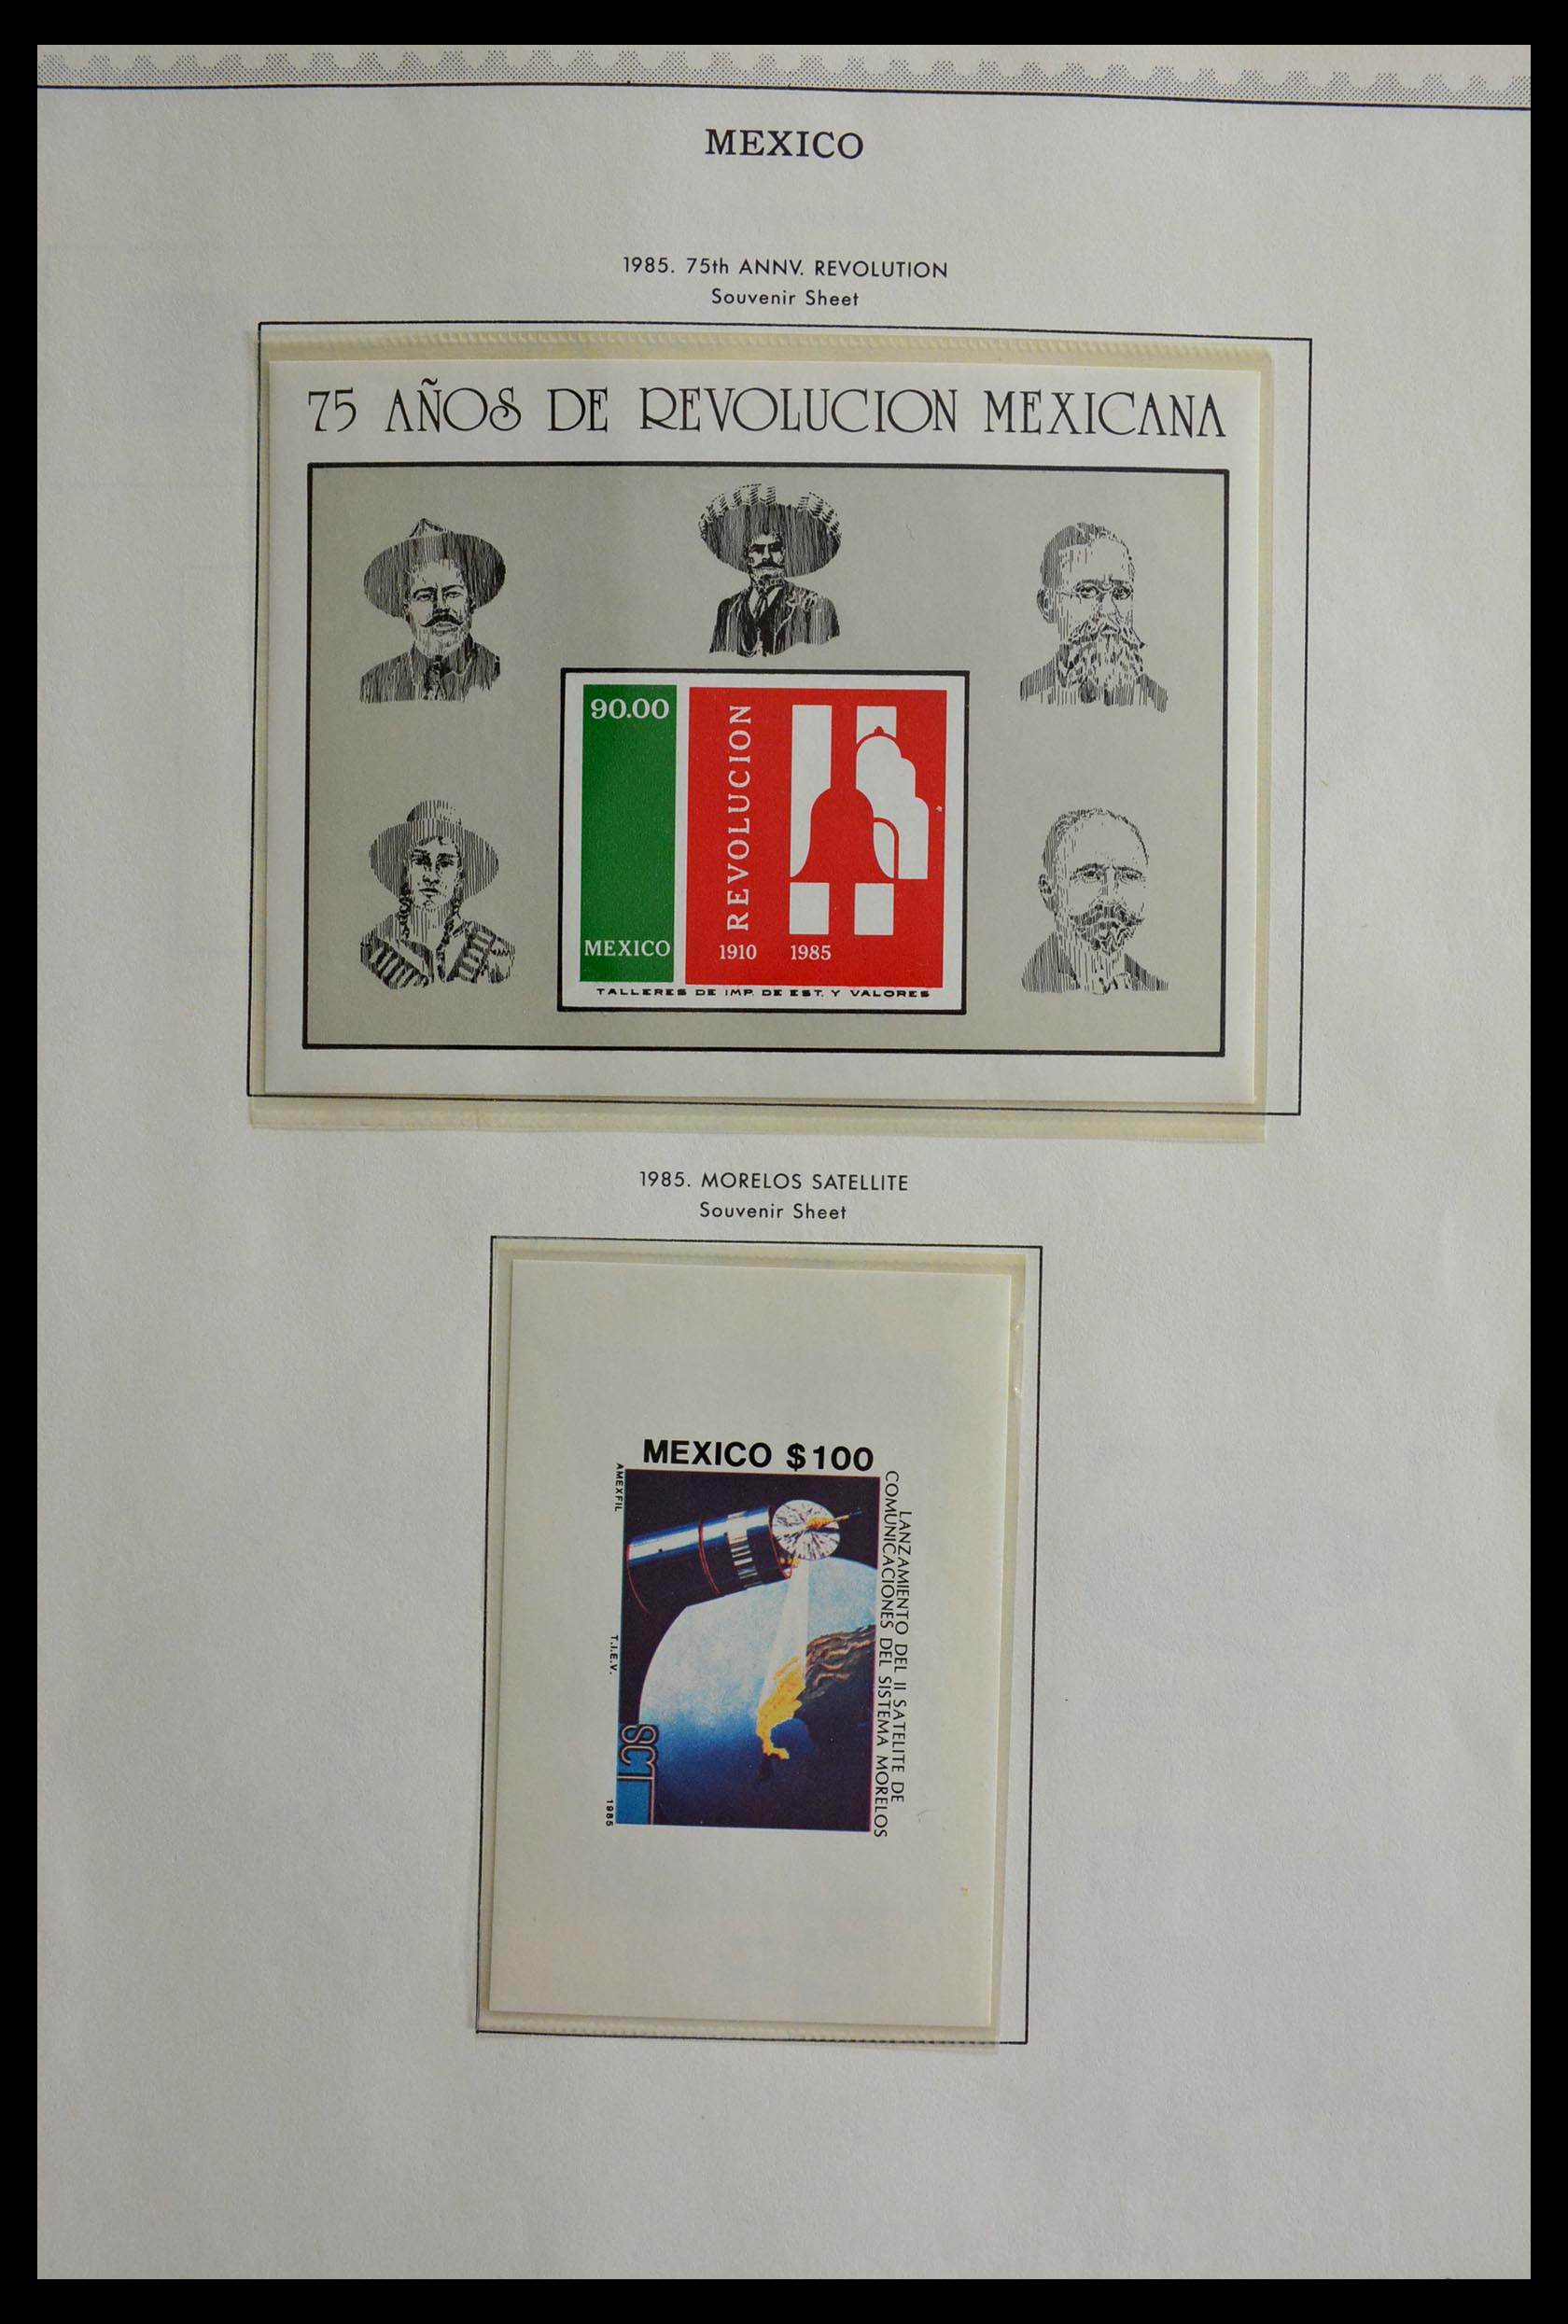 MEXICO
1985. 75th ANNV. REVOLUTION
Souvenir Sheet
75 AÑOS DE REVOLUCION MEXICANA
90.00
REVOLUCION
MEXICO
1910 1985
TALLERES DE IMP. DE EST. Y VALORES
1985. MORELOS SATELLITE
Souvenir Sheet
MEXICO $100
LANZAMIENTO DEL II SATELITE DE
COMUNICACIONES DEL SISTEMA MORELOS
AMEXFIL
T.I.E.V.
SCT
1985